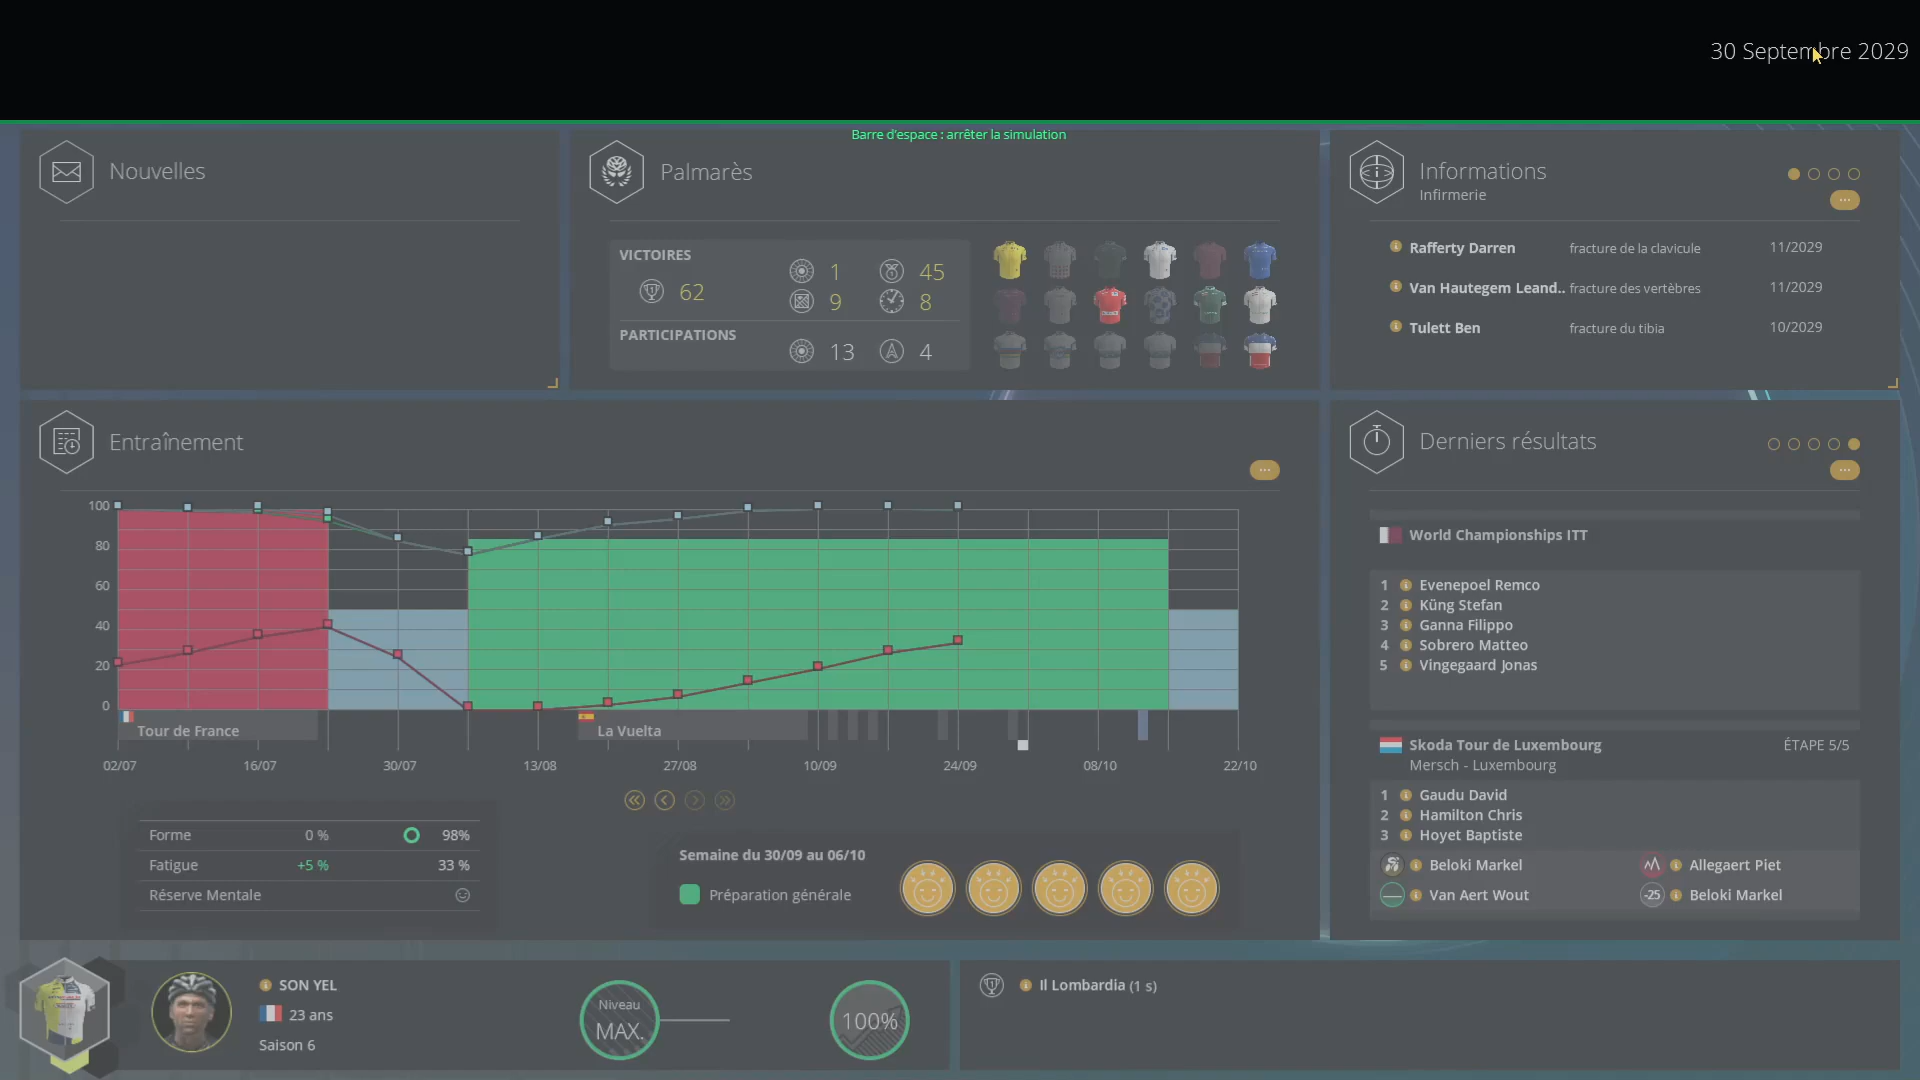 30 Septembre 2029
Barre d'espace : arrêter la simulation
Nouvelles
Palmarès
VICTOIRES
62
1
45
9
8
PARTICIPATIONS
13
4
Informations
Infirmerie
Rafferty Darren fracture de la clavicule 11/2029
Van Hautegem Leand.. fracture des vertèbres 11/2029
Tulett Ben fracture du tibia 10/2029
Entraînement
100
80
60
40
20
0
Tour de France
La Vuelta
02/07 16/07 30/07 13/08 27/08 10/09 24/09 08/10 22/10
Forme 0 % 98%
Fatigue +5 % 33 %
Réserve Mentale
Semaine du 30/09 au 06/10
Préparation générale
Derniers résultats
World Championships ITT
1 Evenepoel Remco
2 Küng Stefan
3 Ganna Filippo
4 Sobrero Matteo
5 Vingegaard Jonas
Skoda Tour de Luxembourg ÉTAPE 5/5
Mersch - Luxembourg
1 Gaudu David
2 Hamilton Chris
3 Hoyet Baptiste
Beloki Markel Allegaert Piet
Van Aert Wout -25 Beloki Markel
SON YEL
23 ans
Saison 6
Niveau
MAX.
100%
Il Lombardia (1 s)